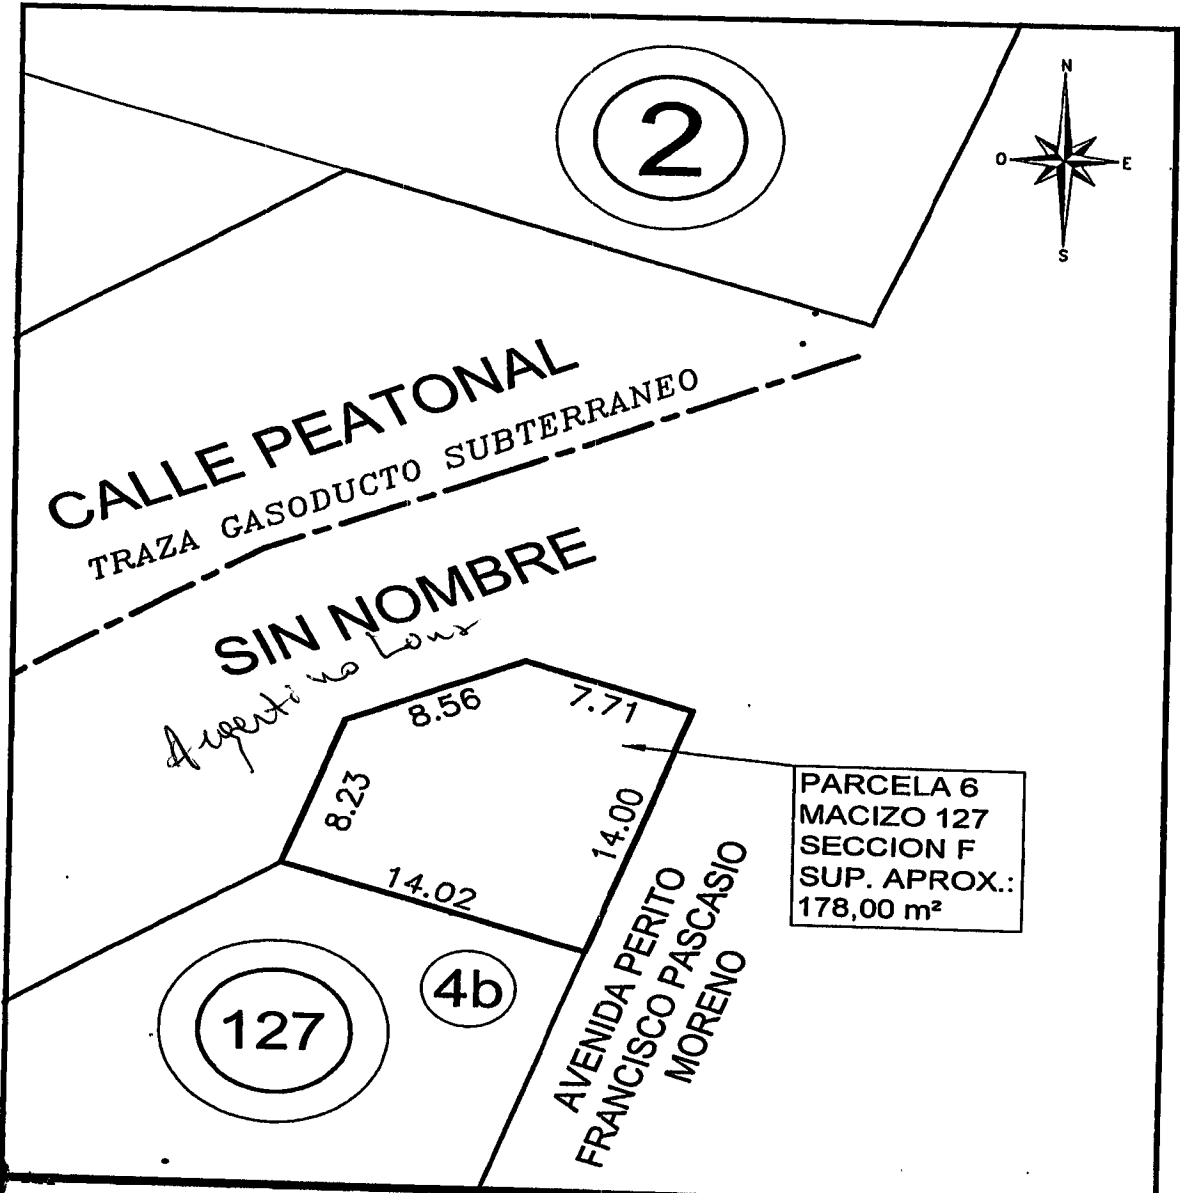 2
N
O
E
S
CALLE PEATONAL
TRAZA GASODUCTO SUBTERRANEO
SIN NOMBRE
Argentino
8.56
7.71
8.23
14.00
14.02
PARCELA 6
MACIZO 127
SECCION F
SUP. APROX.:
178,00 m²
4b
127
AVENIDA PERITO
FRANCISCO PASCASIO
MORENO